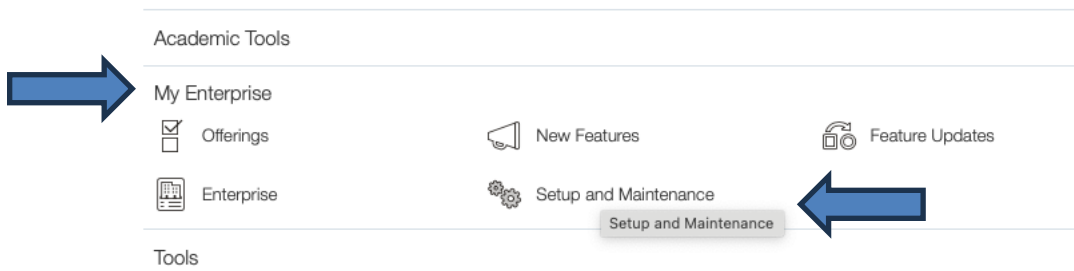 Academic Tools
My Enterprise
Offerings
New Features
Feature Updates
Enterprise
Setup and Maintenance
Setup and Maintenance
Tools